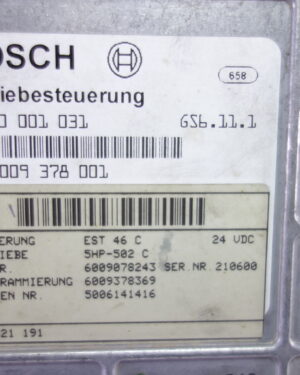 OSCH
658
iebesteuerung
0 001 031 GS6.11.1
009 378 001
ERUNG EST 46 C 24 VDC
IEBE 5HP-502 C
R. 6009078243 SER NR. 210600
RAMMIERUNG 6009378369
EN NR. 5006141416
21 191